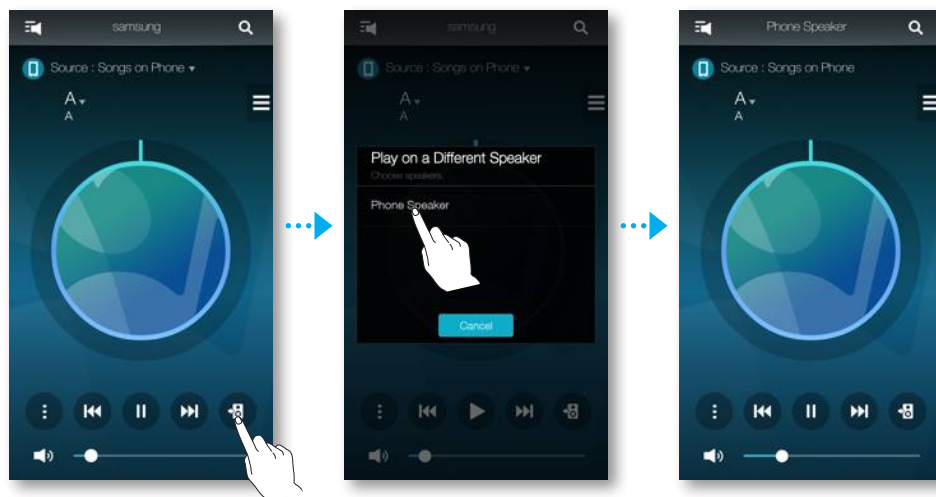 samsung
Source : Songs on Phone
A
A
samsung
Source : Songs on Phone
A
A
Play on a Different Speaker
Choose speakers.
Phone Speaker
Cancel
Phone Speaker
Source : Songs on Phone
A
A